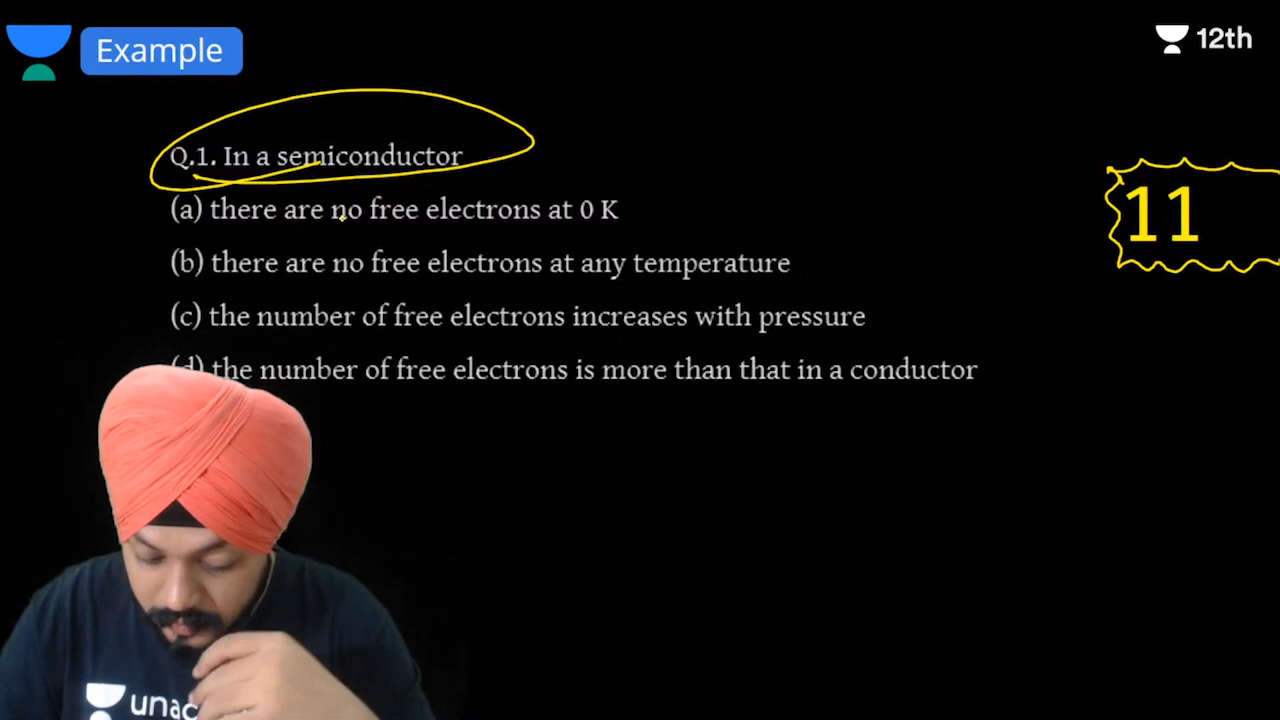 Example
12th
Q.1. In a semiconductor
(a) there are no free electrons at 0 K
11
(b) there are no free electrons at any temperature
(c) the number of free electrons increases with pressure
(d) the number of free electrons is more than that in a conductor